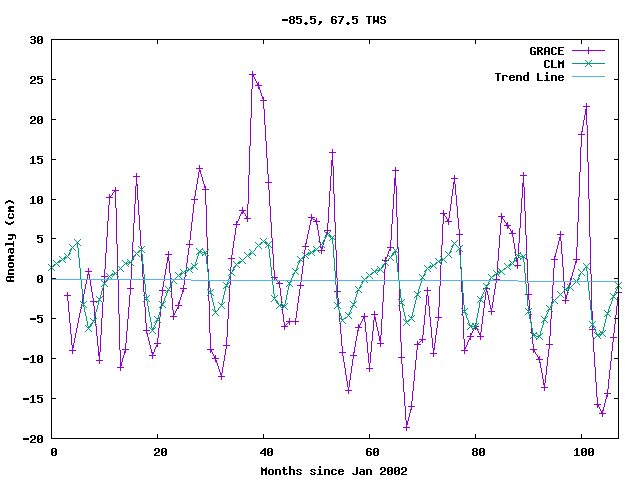 -85.5, 67.5 TWS
30
25
20
15
10
5
0
-5
-10
-15
-20
Anomaly (cm)
GRACE
CLM
Trend Line
0 20 40 60 80 100
Months since Jan 2002